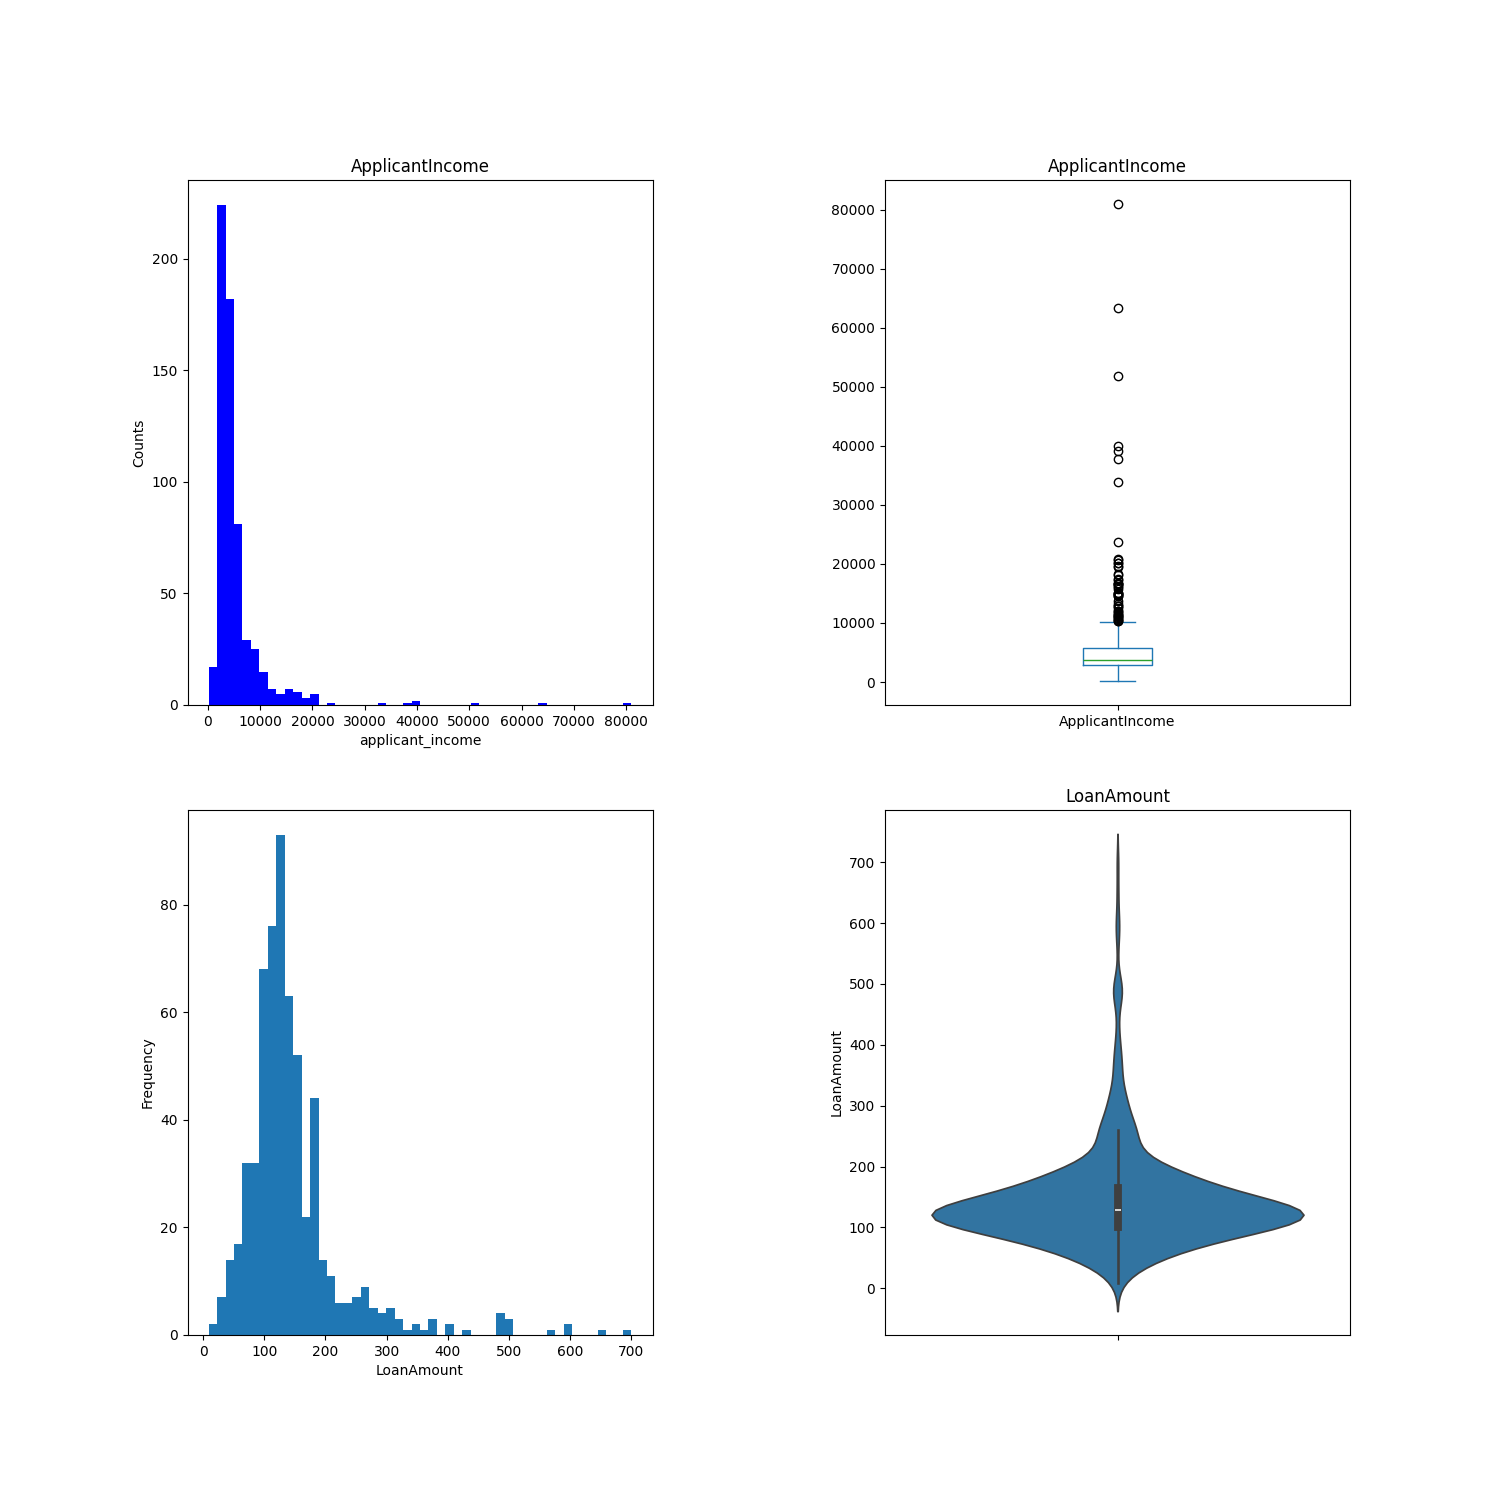 ApplicantIncome
200
150
100
50
0
Counts
0 10000 20000 30000 40000 50000 60000 70000 80000
applicant_income
ApplicantIncome
80000
70000
60000
50000
40000
30000
20000
10000
0
ApplicantIncome
80
60
40
20
0
Frequency
0 100 200 300 400 500 600 700
LoanAmount
LoanAmount
700
600
500
400
300
200
100
0
LoanAmount